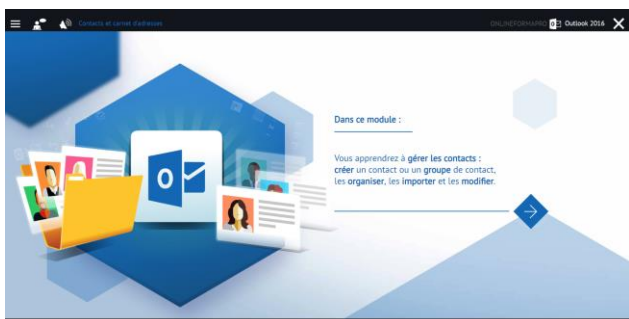 Contacts et carnet d'adresses
ONLINEFORMAPRO Outlook 2016
Dans ce module :
Vous apprendrez à gérer les contacts :
créer un contact ou un groupe de contact,
les organiser, les importer et les modifier.